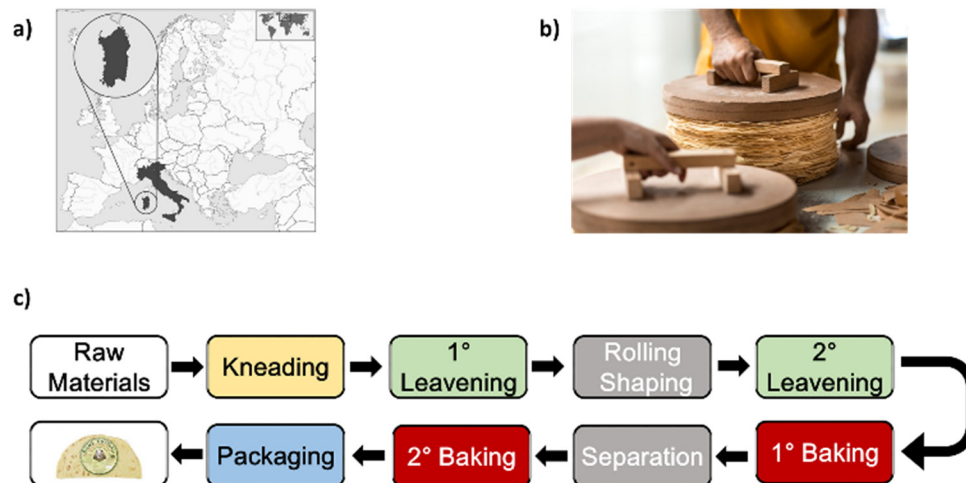 a)
b)
c)
Raw
Materials
Kneading
1°
Leavening
Rolling
Shaping
2°
Leavening
1° Baking
Separation
2° Baking
Packaging